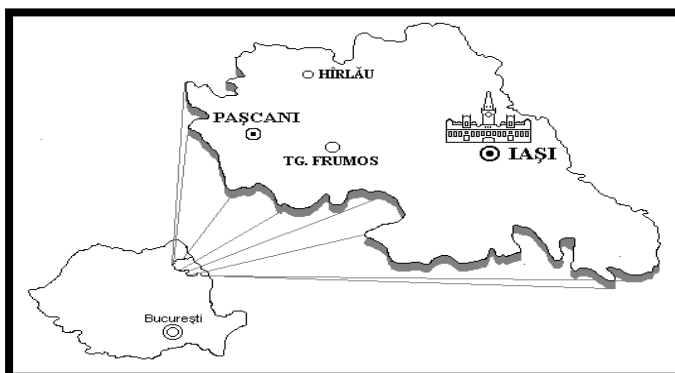 HÎRLĂU
PAŞCANI
TG. FRUMOS
IAŞI
Bucureşti